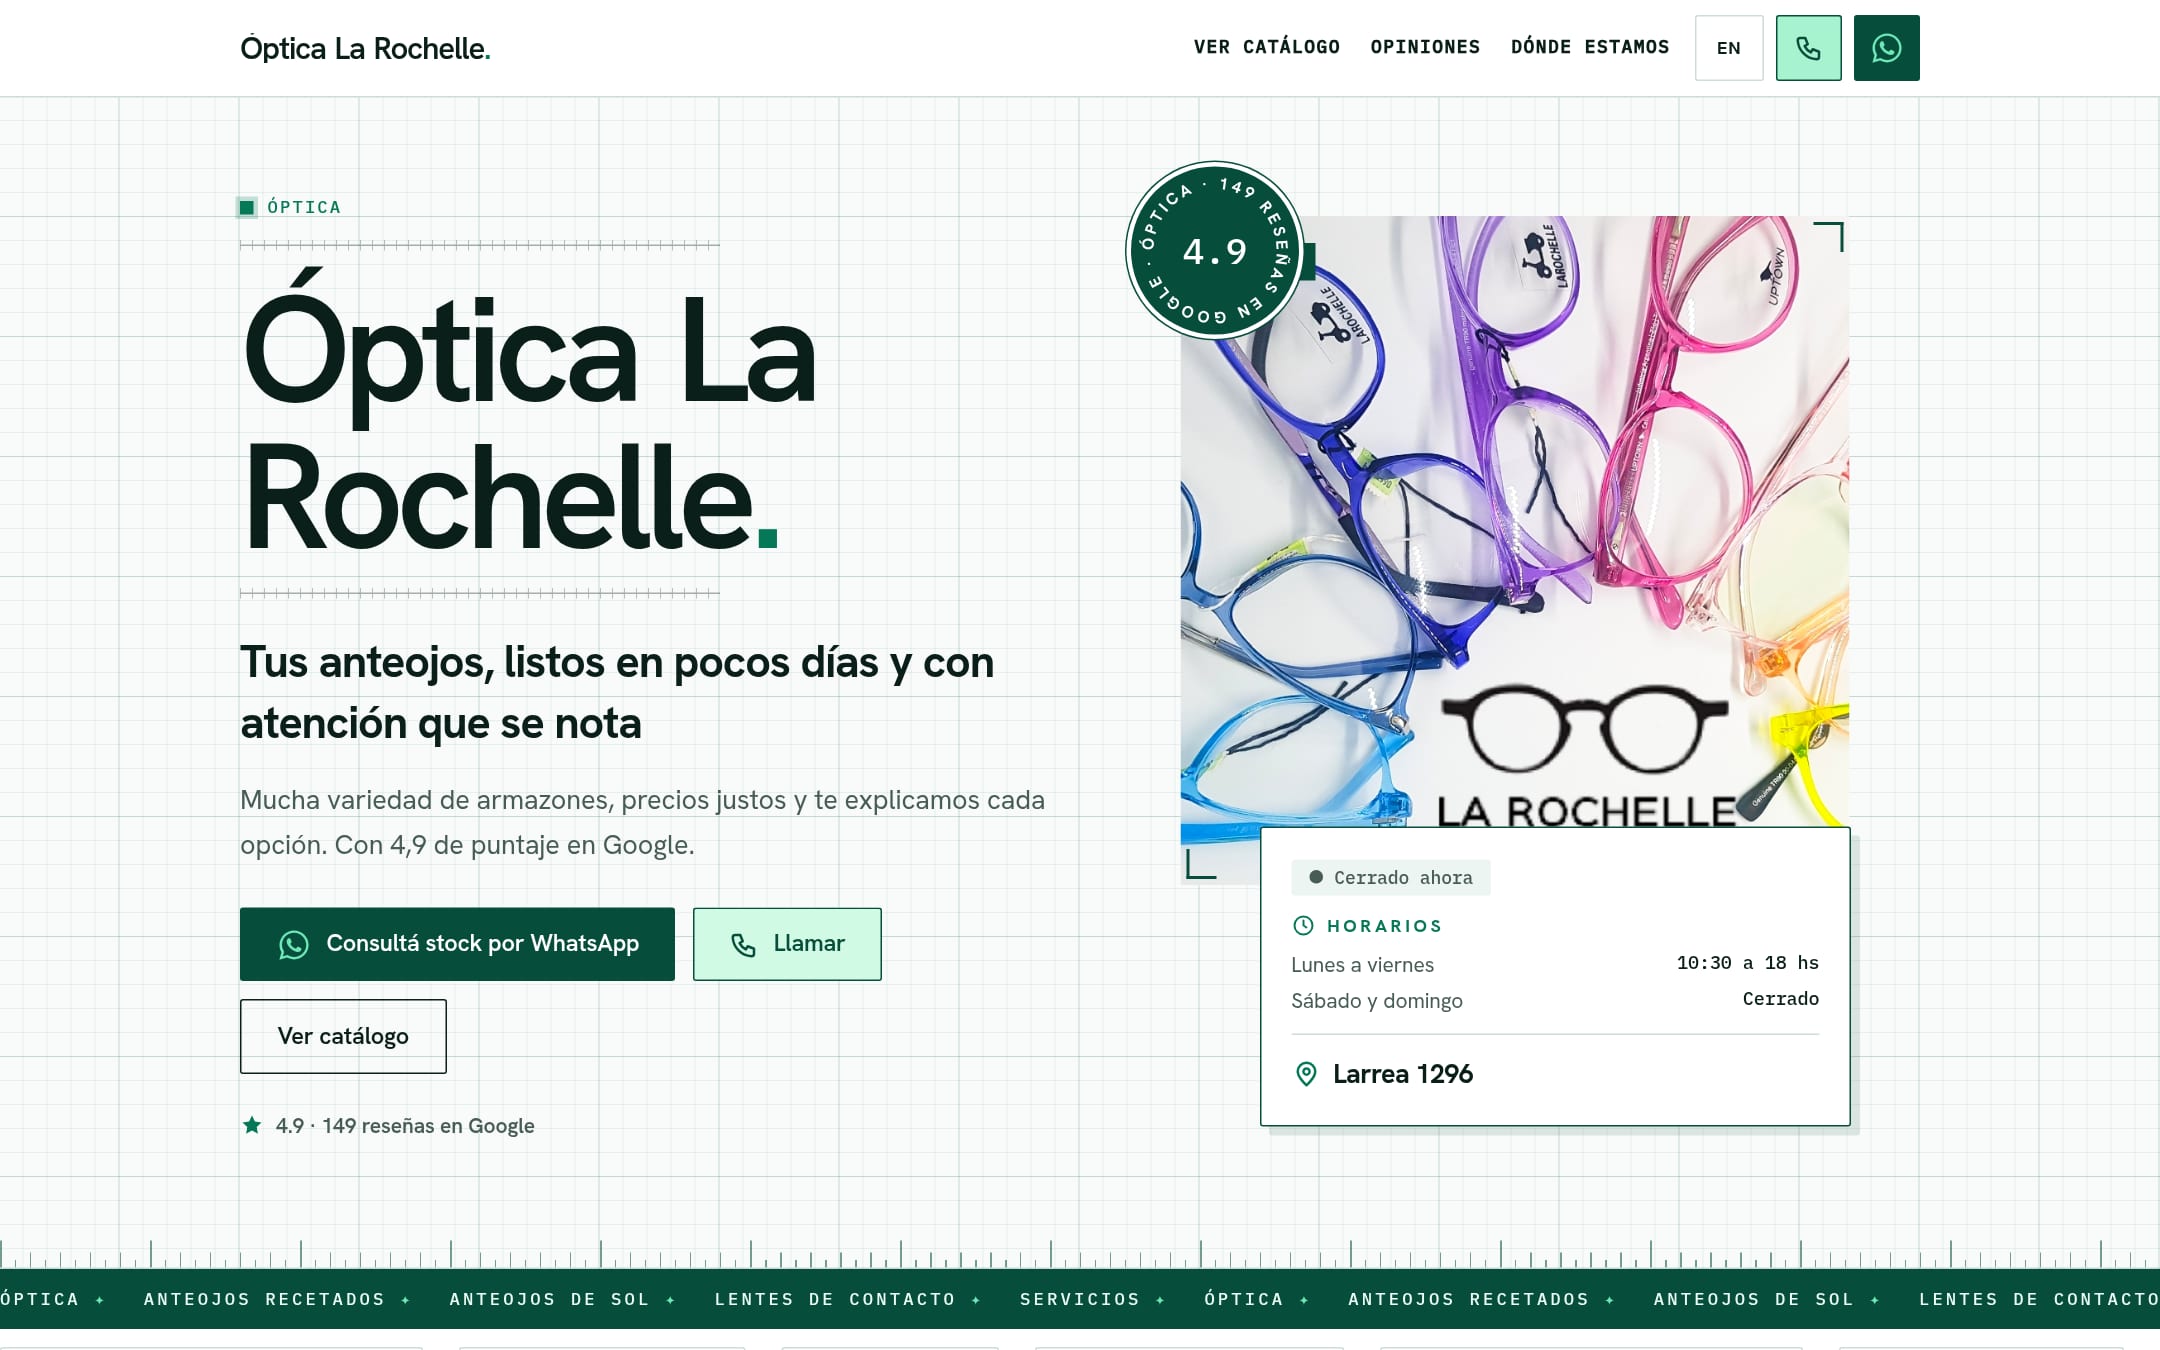 Óptica La Rochelle.
VER CATÁLOGO
OPINIONES
DÓNDE ESTAMOS
EN
ÓPTICA
Óptica La
Rochelle.
Tus anteojos, listos en pocos días y con
atención que se nota
Mucha variedad de armazones, precios justos y te explicamos cada
opción. Con 4,9 de puntaje en Google.
Consultá stock por WhatsApp
Llamar
Ver catálogo
4.9 · 149 reseñas en Google
ÓPTICA · 149 RESEÑAS EN GOOGLE ·
4.9
LAROCHELLE
LAROCHELLE
UPTOWN
LA ROCHELLE
Cerrado ahora
HORARIOS
Lunes a viernes 10:30 a 18 hs
Sábado y domingo Cerrado
Larrea 1296
ÓPTICA ✦ ANTEOJOS RECETADOS ✦ ANTEOJOS DE SOL ✦ LENTES DE CONTACTO ✦ SERVICIOS ✦ ÓPTICA ✦ ANTEOJOS RECETADOS ✦ ANTEOJOS DE SOL ✦ LENTES DE CONTACTO